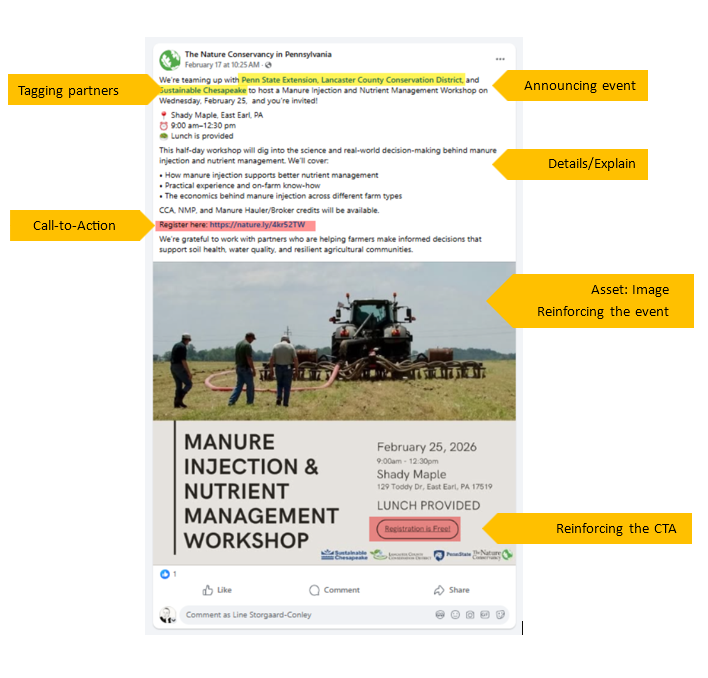 The Nature Conservancy in Pennsylvania
February 17 at 10:25 AM ·
Tagging partners
Announcing event
We're teaming up with Penn State Extension, Lancaster County Conservation District, and
Sustainable Chesapeake to host a Manure Injection and Nutrient Management Workshop on
Wednesday, February 25, and you're invited!
📍 Shady Maple, East Earl, PA
⏰ 9:00 am–12:30 pm
Lunch is provided
This half-day workshop will dig into the science and real-world decision-making behind manure
injection and nutrient management. We'll cover:
Details/Explain
• How manure injection supports better nutrient management
• Practical experience and on-farm know-how
• The economics behind manure injection across different farm types
CCA, NMP, and Manure Hauler/Broker credits will be available.
Call-to-Action
Register here: https://nature.ly/4kr52TW
We're grateful to work with partners who are helping farmers make informed decisions that
support soil health, water quality, and resilient agricultural communities.
Asset: Image
Reinforcing the event
MANURE
INJECTION &
NUTRIENT
MANAGEMENT
WORKSHOP
February 25, 2026
9:00am - 12:30pm
Shady Maple
129 Toddy Dr, East Earl, PA 17519
LUNCH PROVIDED
Registration is Free!
Reinforcing the CTA
Sustainable
Chesapeake
LANCASTER COUNTY
CONSERVATION DISTRICT
PennState
The Nature
Conservancy
1
Like
Comment
Share
Comment as Line Storgaard-Conley